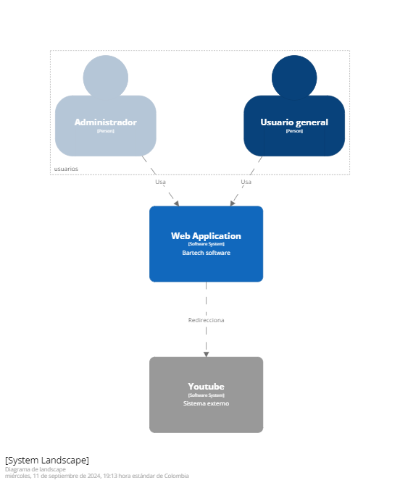 Administrador
[Person]
Usuario general
[Person]
usuarios
Usa
Usa
Web Application
[Software System]
Bartech software
Redirecciona
Youtube
[Software System]
Sistema externo
[System Landscape]
Diagrama de landscape
miércoles, 11 de septiembre de 2024, 19:13 hora estándar de Colombia